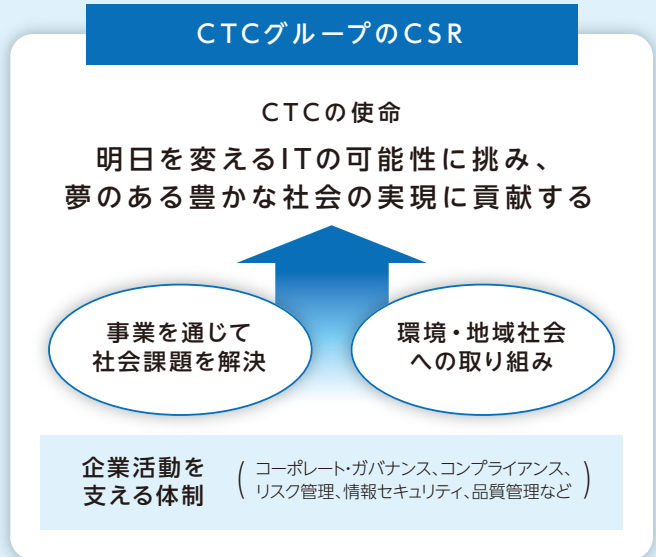 CTCグループのCSR
CTCの使命
明日を変えるITの可能性に挑み、
夢のある豊かな社会の実現に貢献する
事業を通じて
社会課題を解決
環境・地域社会
への取り組み
企業活動を
支える体制
(コーポレート・ガバナンス、コンプライアンス、
リスク管理、情報セキュリティ、品質管理など)